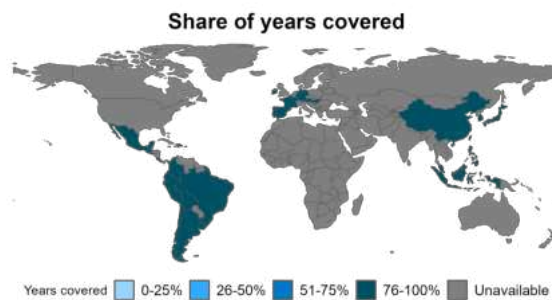 Share of years covered
Years covered 0-25% 26-50% 51-75% 76-100% Unavailable